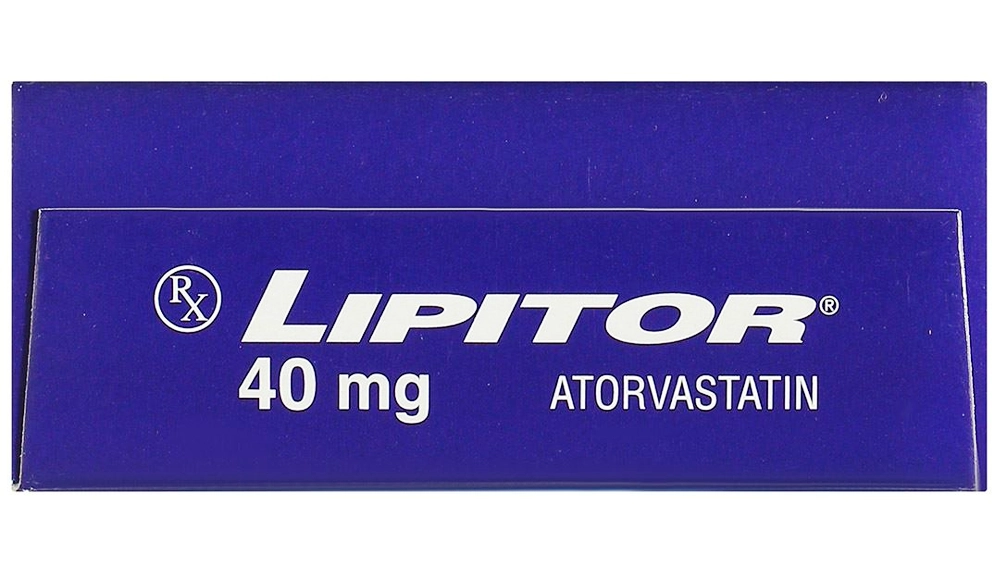 Rx LIPITOR®
40 mg ATORVASTATIN